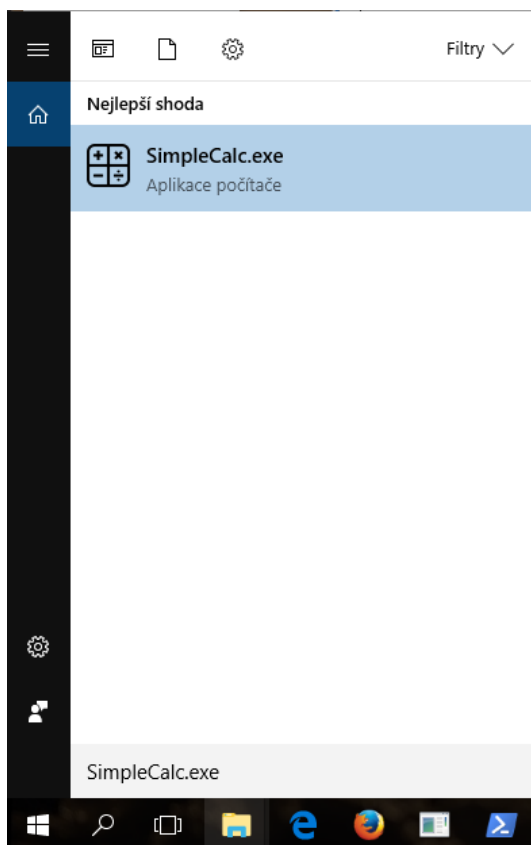 Filtry
Nejlepší shoda
SimpleCalc.exe
Aplikace počítače
SimpleCalc.exe